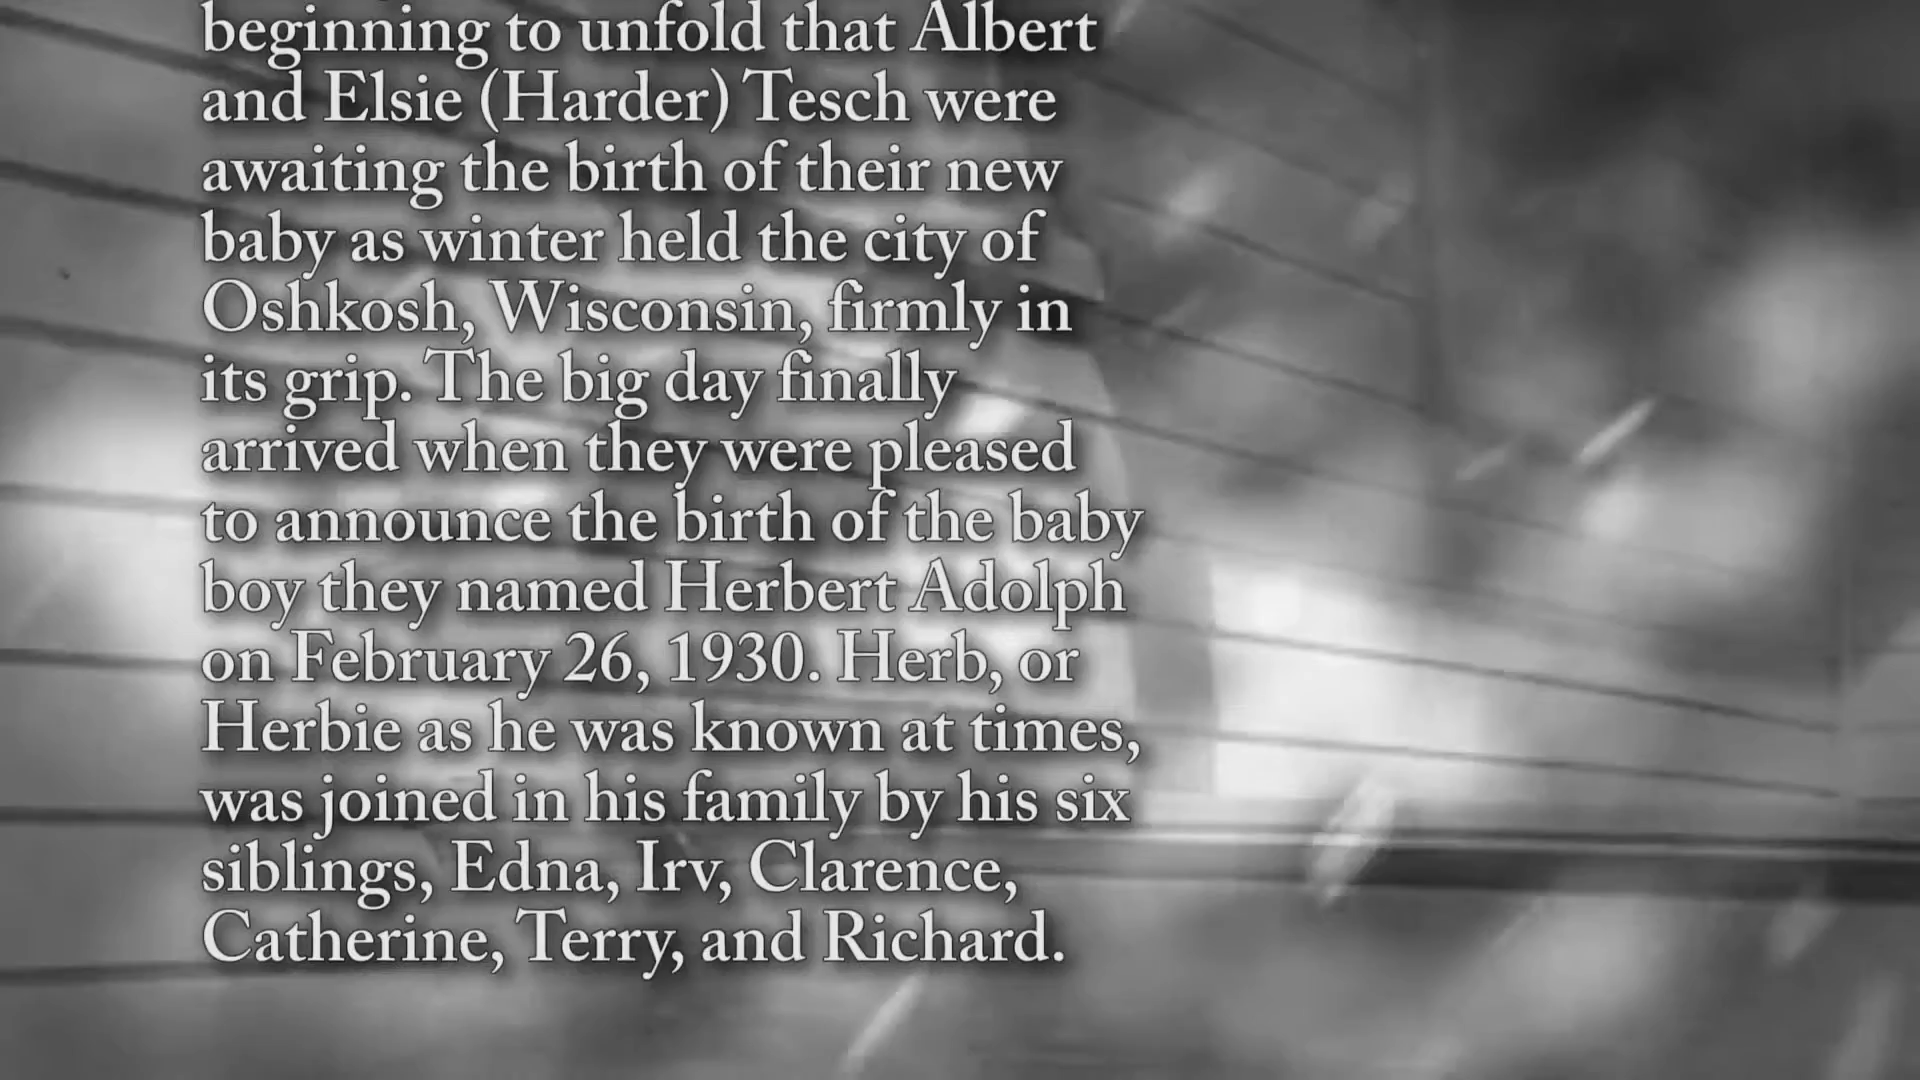 beginning to unfold that Albert
and Elsie (Harder) Tesch were
awaiting the birth of their new
baby as winter held the city of
Oshkosh, Wisconsin, firmly in
its grip. The big day finally
arrived when they were pleased
to announce the birth of the baby
boy they named Herbert Adolph
on February 26, 1930. Herb, or
Herbie as he was known at times,
was joined in his family by his six
siblings, Edna, Irv, Clarence,
Catherine, Terry, and Richard.